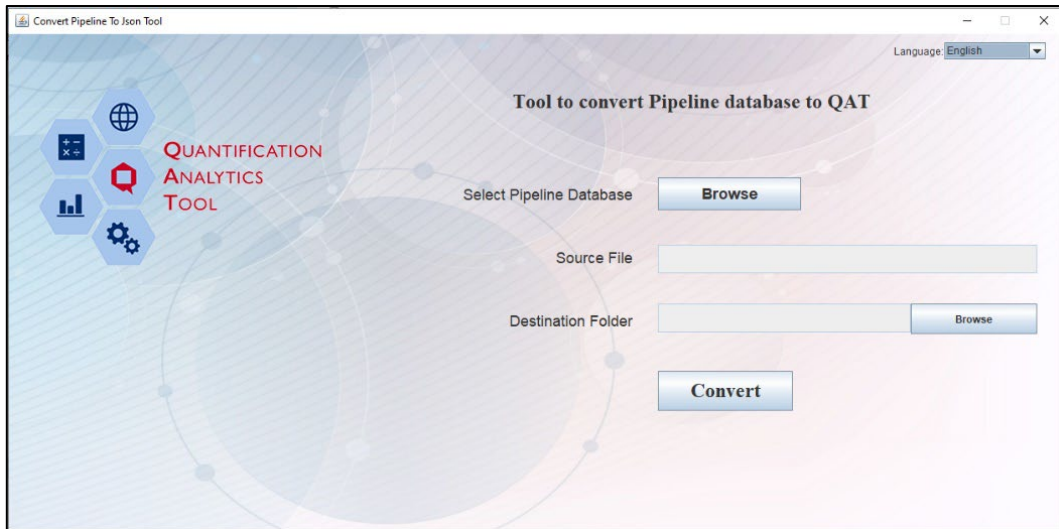 Convert Pipeline To Json Tool
Language: English
Tool to convert Pipeline database to QAT
QUANTIFICATION
ANALYTICS
TOOL
Select Pipeline Database Browse
Source File
Destination Folder Browse
Convert